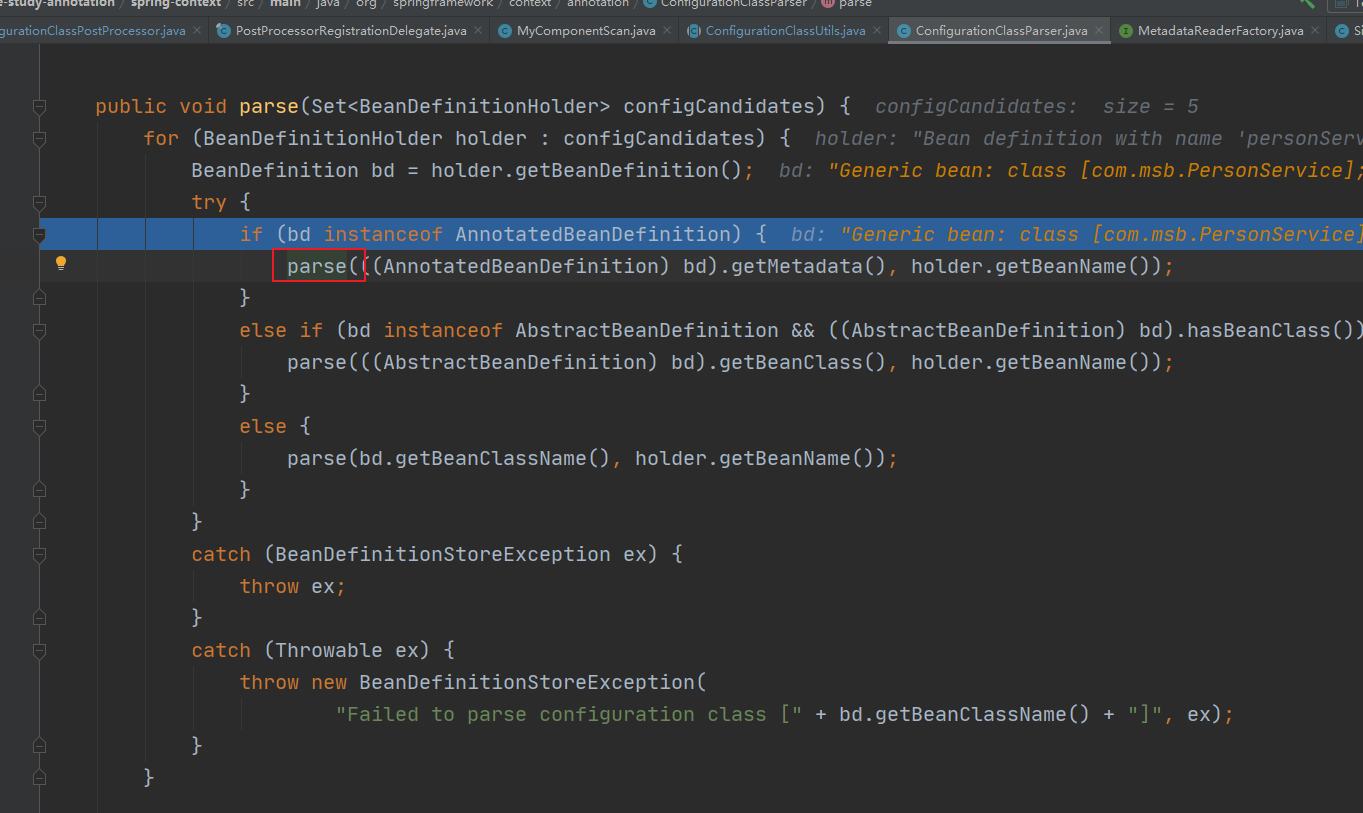 e-study-annotation / spring-context / src / main / java / org / springframework / context / annotation / ConfigurationClassParser / parse
gurationClassPostProcessor.java PostProcessorRegistrationDelegate.java MyComponentScan.java ConfigurationClassUtils.java ConfigurationClassParser.java MetadataReaderFactory.java Si
public void parse(Set<BeanDefinitionHolder> configCandidates) { configCandidates: size = 5
for (BeanDefinitionHolder holder : configCandidates) { holder: "Bean definition with name 'personServ
BeanDefinition bd = holder.getBeanDefinition(); bd: "Generic bean: class [com.msb.PersonService];
try {
if (bd instanceof AnnotatedBeanDefinition) { bd: "Generic bean: class [com.msb.PersonService]
parse(((AnnotatedBeanDefinition) bd).getMetadata(), holder.getBeanName());
}
else if (bd instanceof AbstractBeanDefinition && ((AbstractBeanDefinition) bd).hasBeanClass())
parse(((AbstractBeanDefinition) bd).getBeanClass(), holder.getBeanName());
}
else {
parse(bd.getBeanClassName(), holder.getBeanName());
}
}
catch (BeanDefinitionStoreException ex) {
throw ex;
}
catch (Throwable ex) {
throw new BeanDefinitionStoreException(
"Failed to parse configuration class [" + bd.getBeanClassName() + "]", ex);
}
}